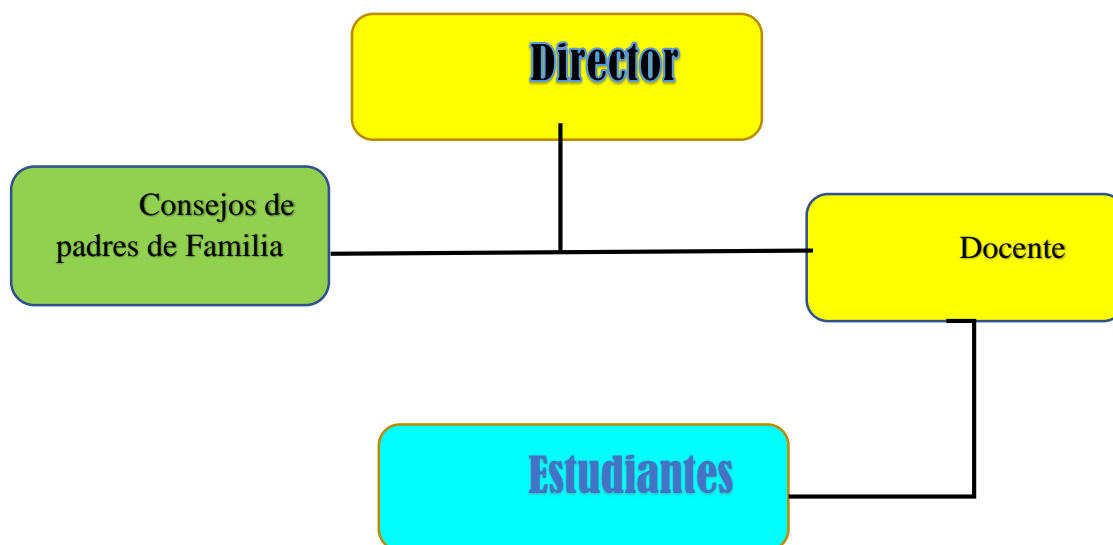 Director
Consejos de
padres de Familia
Docente
Estudiantes